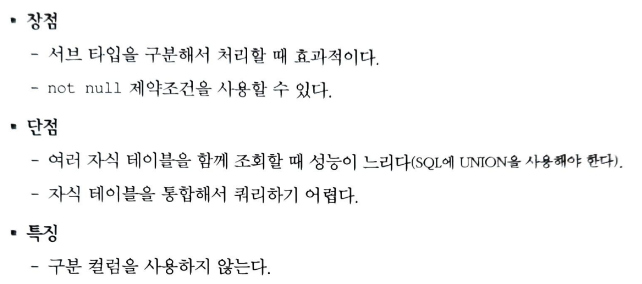 ▪ 장점
- 서브 타입을 구분해서 처리할 때 효과적이다.
- not null 제약조건을 사용할 수 있다.
▪ 단점
- 여러 자식 테이블을 함께 조회할 때 성능이 느리다(SQL에 UNION을 사용해야 한다).
- 자식 테이블을 통합해서 쿼리하기 어렵다.
▪ 특징
- 구분 컬럼을 사용하지 않는다.